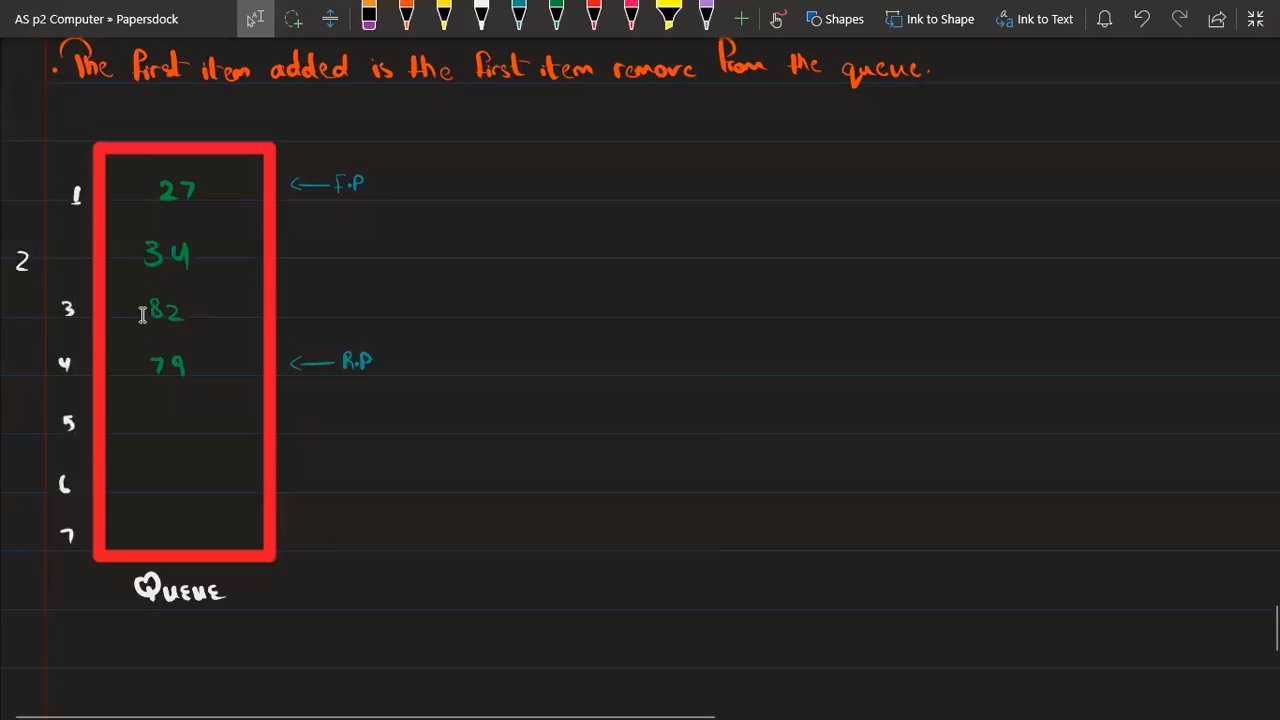 AS p2 Computer » Papersdock
Shapes
Ink to Shape
Ink to Text
. The first item added is the first item remove from the queue.
1 27 ← F.P
2 34
3 82
4 79 ← R.P
5
6
7
Queue